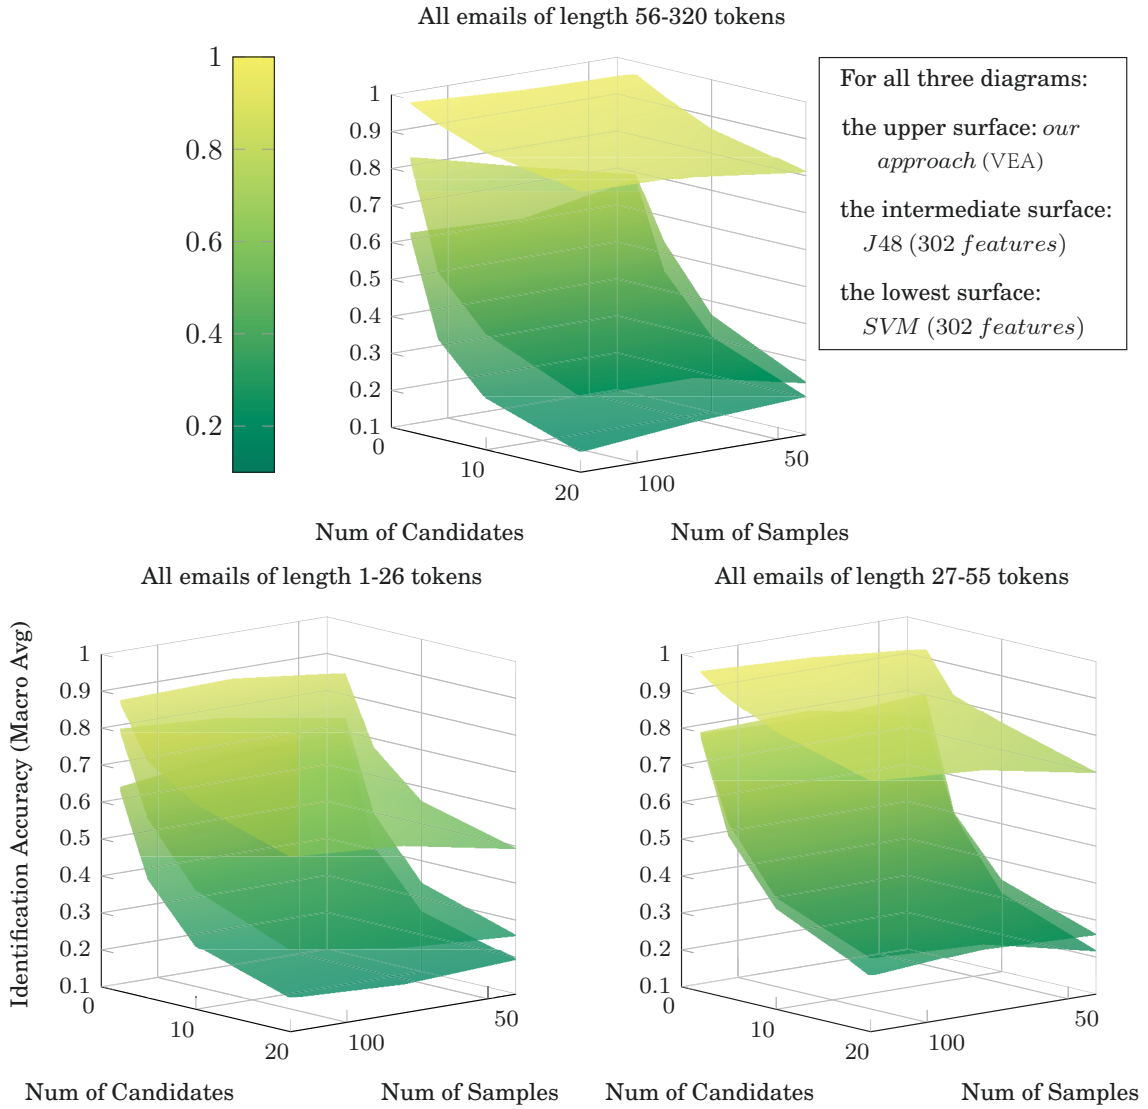 All emails of length 56-320 tokens
1
0.8
0.6
0.4
0.2
1
0.9
0.8
0.7
0.6
0.5
0.4
0.3
0.2
0.1
0
10
20
100
50
Num of Candidates
Num of Samples
For all three diagrams:
the upper surface: our
approach (VEA)
the intermediate surface:
J48 (302 features)
the lowest surface:
SVM (302 features)
All emails of length 1-26 tokens
Identification Accuracy (Macro Avg)
1
0.9
0.8
0.7
0.6
0.5
0.4
0.3
0.2
0.1
0
10
20
100
50
Num of Candidates
Num of Samples
All emails of length 27-55 tokens
1
0.9
0.8
0.7
0.6
0.5
0.4
0.3
0.2
0.1
0
10
20
100
50
Num of Candidates
Num of Samples